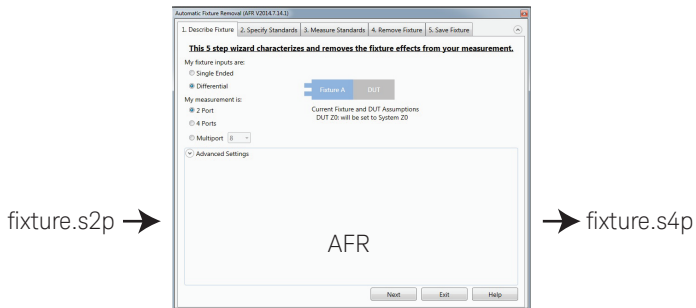 Automatic Fixture Removal (AFR V2014.7.14.1)
1. Describe Fixture 2. Specify Standards 3. Measure Standards 4. Remove Fixture 5. Save Fixture
This 5 step wizard characterizes and removes the fixture effects from your measurement.
My fixture inputs are:
Single Ended
Differential
Fixture A DUT
My measurement is:
2 Port
Current Fixture and DUT Assumptions
DUT Z0: will be set to System Z0
4 Ports
Multiport 8
Advanced Settings
fixture.s2p
fixture.s4p
AFR
Next Exit Help